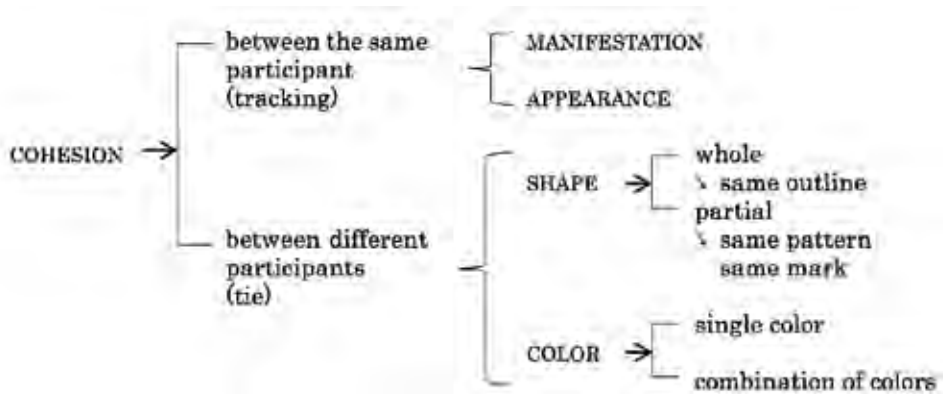 COHESION
between the same
participant
(tracking)
MANIFESTATION
APPEARANCE
between different
participants
(tie)
SHAPE
whole
↘ same outline
partial
↘ same pattern
same mark
COLOR
single color
combination of colors